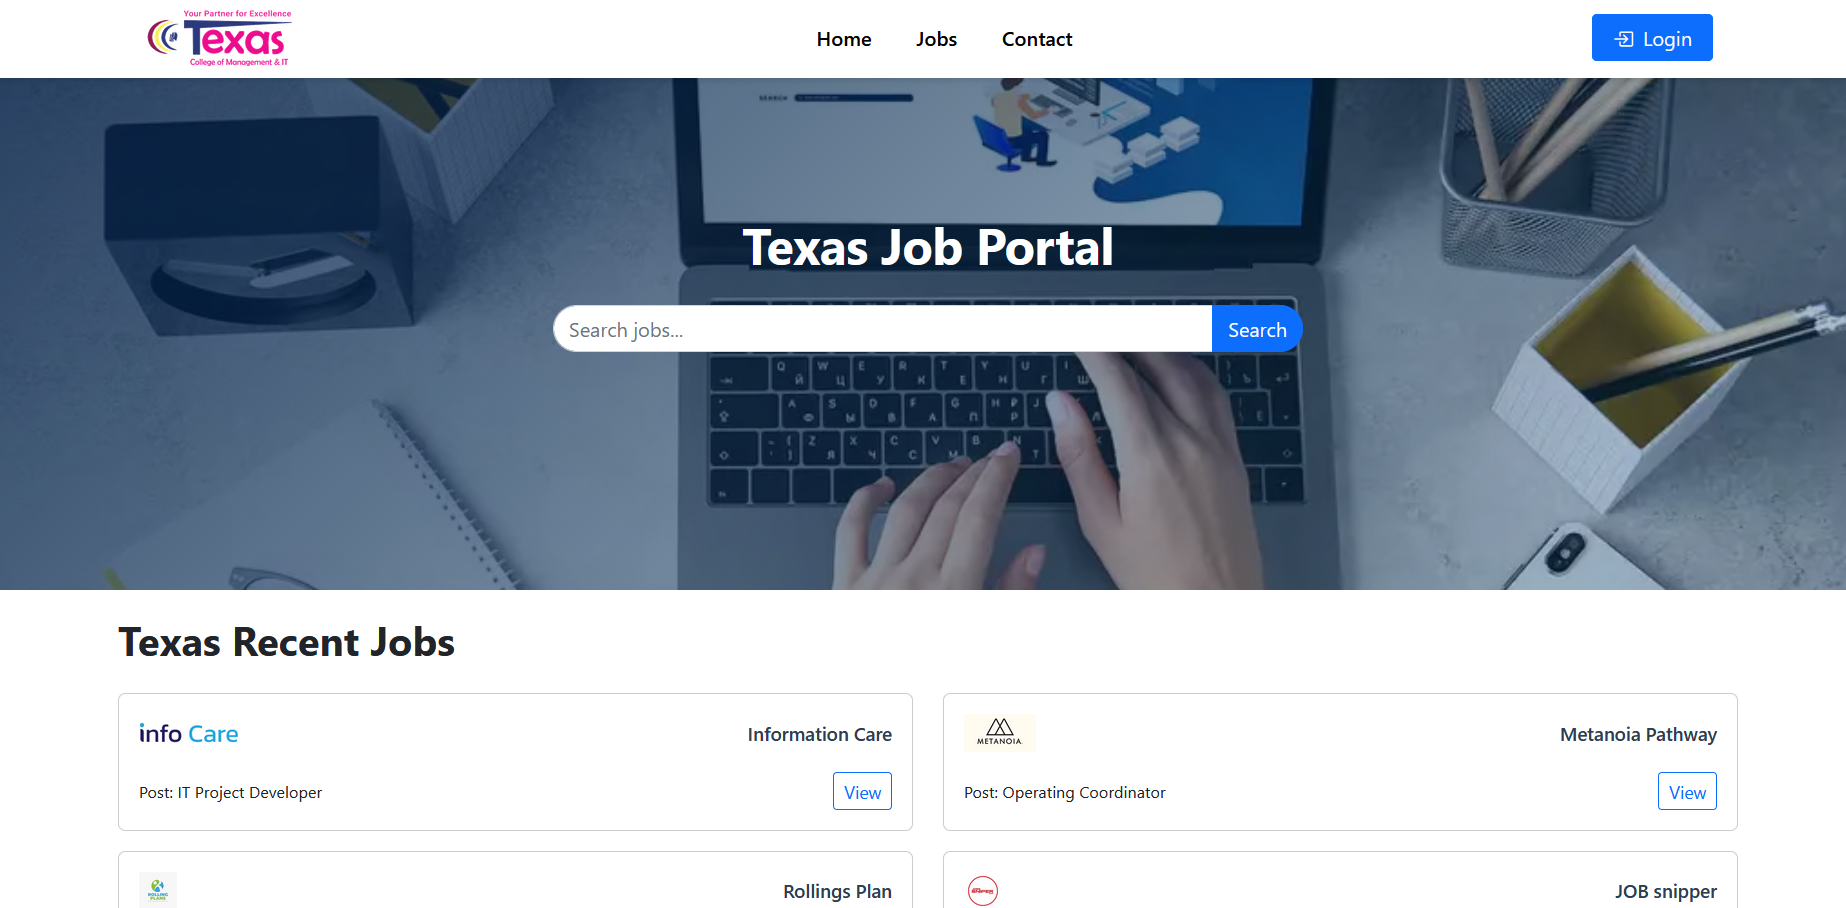 Your Partner for Excellence
Texas
College of Management & IT
Home
Jobs
Contact
Login
SEARCH
Texas Job Portal
Search jobs...
Search
Texas Recent Jobs
info Care
Information Care
Post: IT Project Developer
View
METANOIA
Metanoia Pathway
Post: Operating Coordinator
View
ROLLING
PLANS
Rollings Plan
JOB snipper